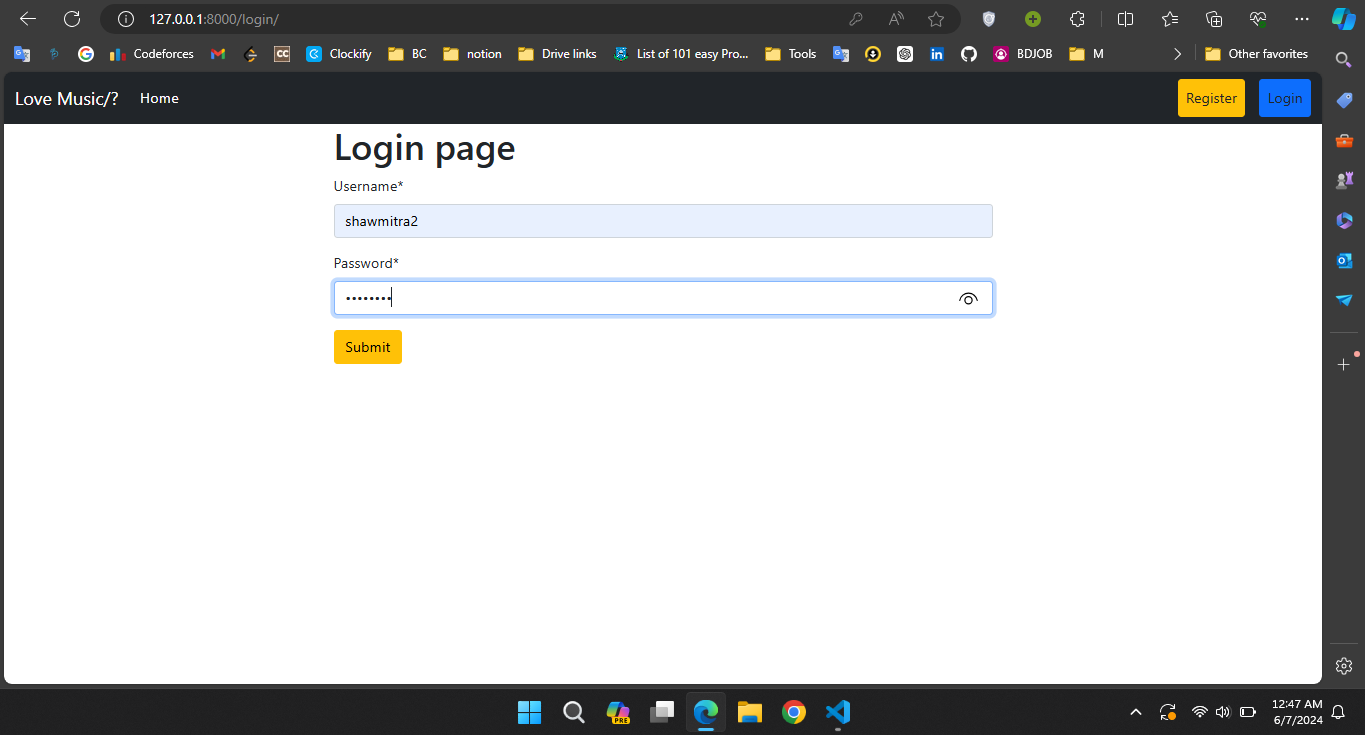 127.0.0.1:8000/login/
Codeforces CC Clockify BC notion Drive links List of 101 easy Pro... Tools BDJOB M Other favorites
Love Music/? Home Register Login
Login page
Username*
shawmitra2
Password*
••••••••
Submit
PRE
12:47 AM
6/7/2024